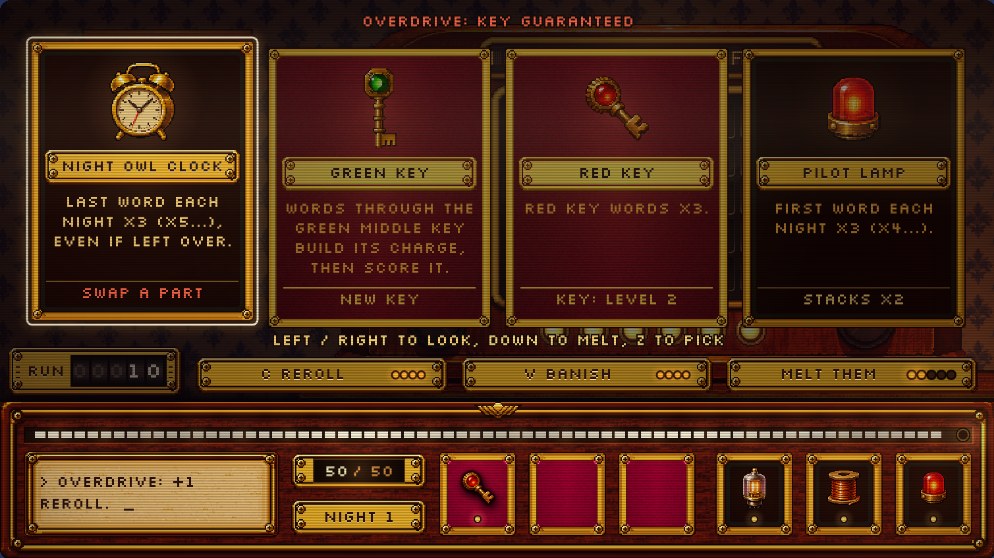 OVERDRIVE: KEY GUARANTEED
NIGHT OWL CLOCK
LAST WORD EACH
NIGHT X3 (X5...),
EVEN IF LEFT OVER.
SWAP A PART
GREEN KEY
WORDS THROUGH THE
GREEN MIDDLE KEY
BUILD ITS CHARGE,
THEN SCORE IT.
NEW KEY
RED KEY
RED KEY WORDS X3.
KEY: LEVEL 2
PILOT LAMP
FIRST WORD EACH
NIGHT X3 (X4...).
STACKS X2
LEFT / RIGHT TO LOOK, DOWN TO MELT, Z TO PICK
RUN 00010
C REROLL
V BANISH
MELT THEM
> OVERDRIVE: +1
REROLL. _
50 / 50
NIGHT 1